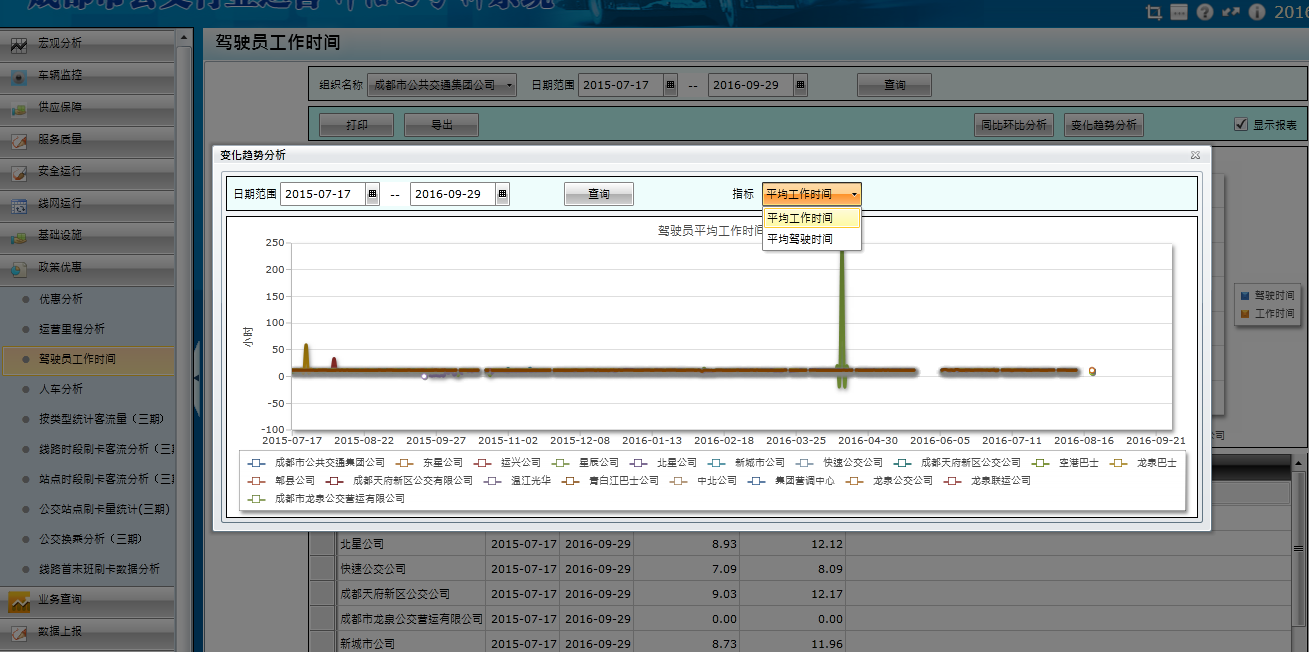 2016
宏观分析
车辆监控
供应保障
服务质量
安全运行
线网运行
基础设施
政策优惠
优惠分析
运营里程分析
驾驶员工作时间
人车分析
按类型统计客流量（三期）
线路时段刷卡客流分析（三
站点时段刷卡客流分析（三
公交站点刷卡量统计(三期)
公交换乘分析（三期）
线路首末班刷卡数据分析
业务查询
数据上报
驾驶员工作时间
组织名称 成都市公共交通集团公司 日期范围 2015-07-17 -- 2016-09-29 查询
打印 导出 同比环比分析 变化趋势分析 显示报表
变化趋势分析
日期范围 2015-07-17 -- 2016-09-29 查询 指标 平均工作时间
平均工作时间
平均驾驶时间
驾驶员平均工作时间
250
200
150
100
50
0
-50
-100
小时
2015-07-17 2015-08-22 2015-09-27 2015-11-02 2015-12-08 2016-01-13 2016-02-18 2016-03-25 2016-04-30 2016-06-05 2016-07-11 2016-08-16 2016-09-21
成都市公共交通集团公司 东星公司 运兴公司 星辰公司 北星公司 新城市公司 快速公交公司 成都天府新区公交公司 空港巴士 龙泉巴士
郫县公司 成都天府新区公交有限公司 温江光华 青白江巴士公司 中北公司 集团营调中心 龙泉公交公司 龙泉联运公司
成都市龙泉公交营运有限公司
驾驶时间
工作时间
公司
北星公司 2015-07-17 2016-09-29 8.93 12.12
快速公交公司 2015-07-17 2016-09-29 7.09 8.09
成都天府新区公交公司 2015-07-17 2016-09-29 9.03 12.17
成都市龙泉公交营运有限公司 2015-07-17 2016-09-29 0.00 0.00
新城市公司 2015-07-17 2016-09-29 8.73 11.96